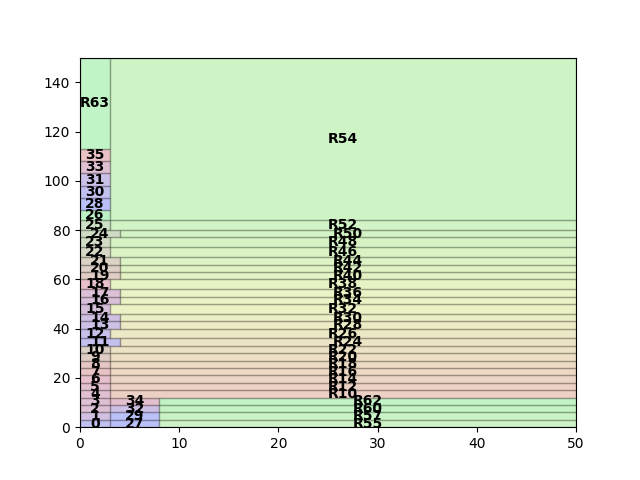 140
R63
120
R54
35
33
31
100
30
28
26
25 R52
80
24 R50
23 R48
22 R46
21 R44
20 R42
60
19 R40
18 R38
17 R36
16 R34
15 R32
14 R30
40
13 R28
12 R26
11 R24
10 R22
9 R20
8 R18
7 R16
20
6 R14
5 R12
4 R10
3 34 R62
2 32 R60
1 29 R57
0 0 27 R55
0 10 20 30 40 50